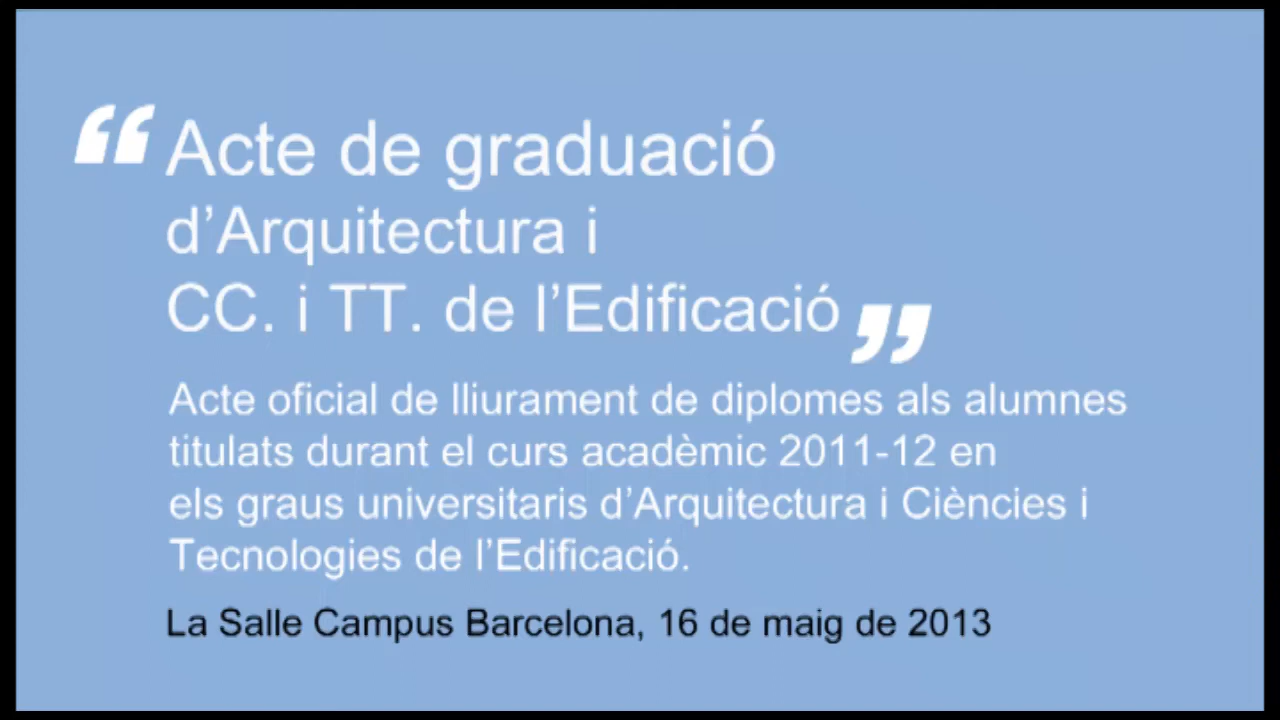 “Acte de graduació
d’Arquitectura i
CC. i TT. de l’Edificació”
Acte oficial de lliurament de diplomes als alumnes
titulats durant el curs acadèmic 2011-12 en
els graus universitaris d’Arquitectura i Ciències i
Tecnologies de l’Edificació.
La Salle Campus Barcelona, 16 de maig de 2013